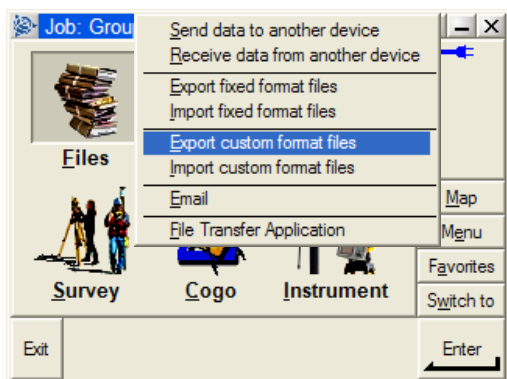 Job: Grou
Send data to another device
Receive data from another device
Export fixed format files
Import fixed format files
Export custom format files
Import custom format files
Email
File Transfer Application
Files
Survey
Cogo
Instrument
Map
Menu
Favorites
Switch to
Exit
Enter